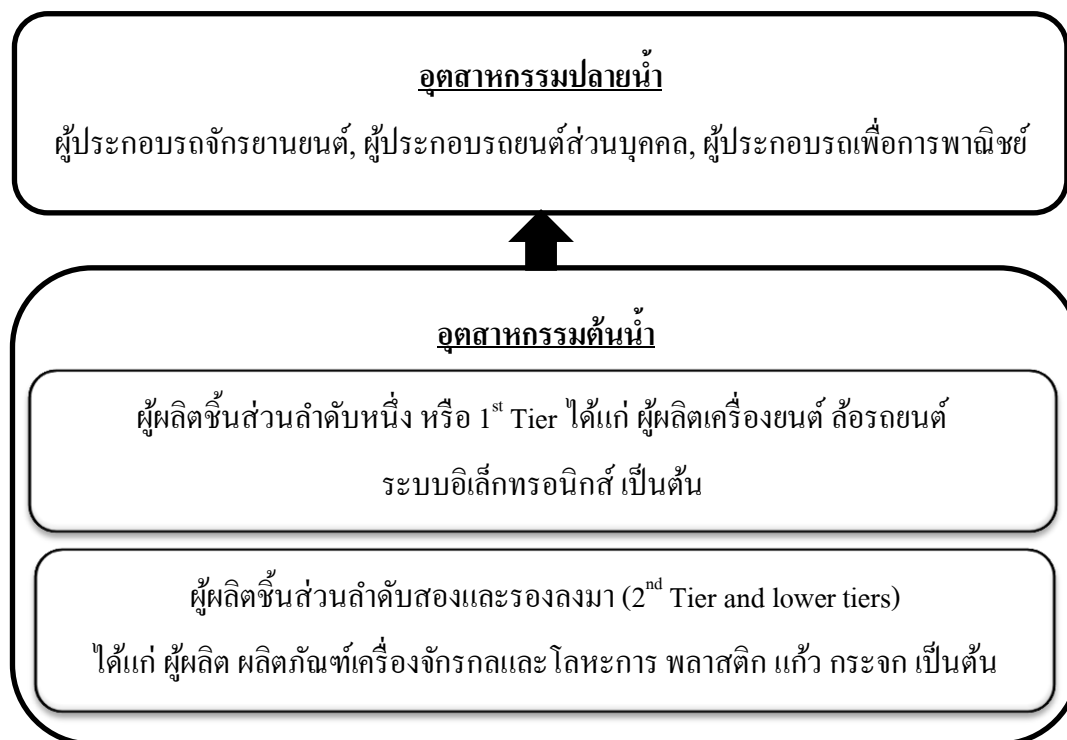 อุตสาหกรรมปลายน้ำ
ผู้ประกอบรถจักรยานยนต์, ผู้ประกอบรถยนต์ส่วนบุคคล, ผู้ประกอบรถเพื่อการพาณิชย์
อุตสาหกรรมต้นน้ำ
ผู้ผลิตชิ้นส่วนลำดับหนึ่ง หรือ 1st Tier ได้แก่ ผู้ผลิตเครื่องยนต์ ล้อรถยนต์
ระบบอิเล็กทรอนิกส์ เป็นต้น
ผู้ผลิตชิ้นส่วนลำดับสองและรองลงมา (2nd Tier and lower tiers)
ได้แก่ ผู้ผลิต ผลิตภัณฑ์เครื่องจักรกลและโลหะการ พลาสติก แก้ว กระจก เป็นต้น